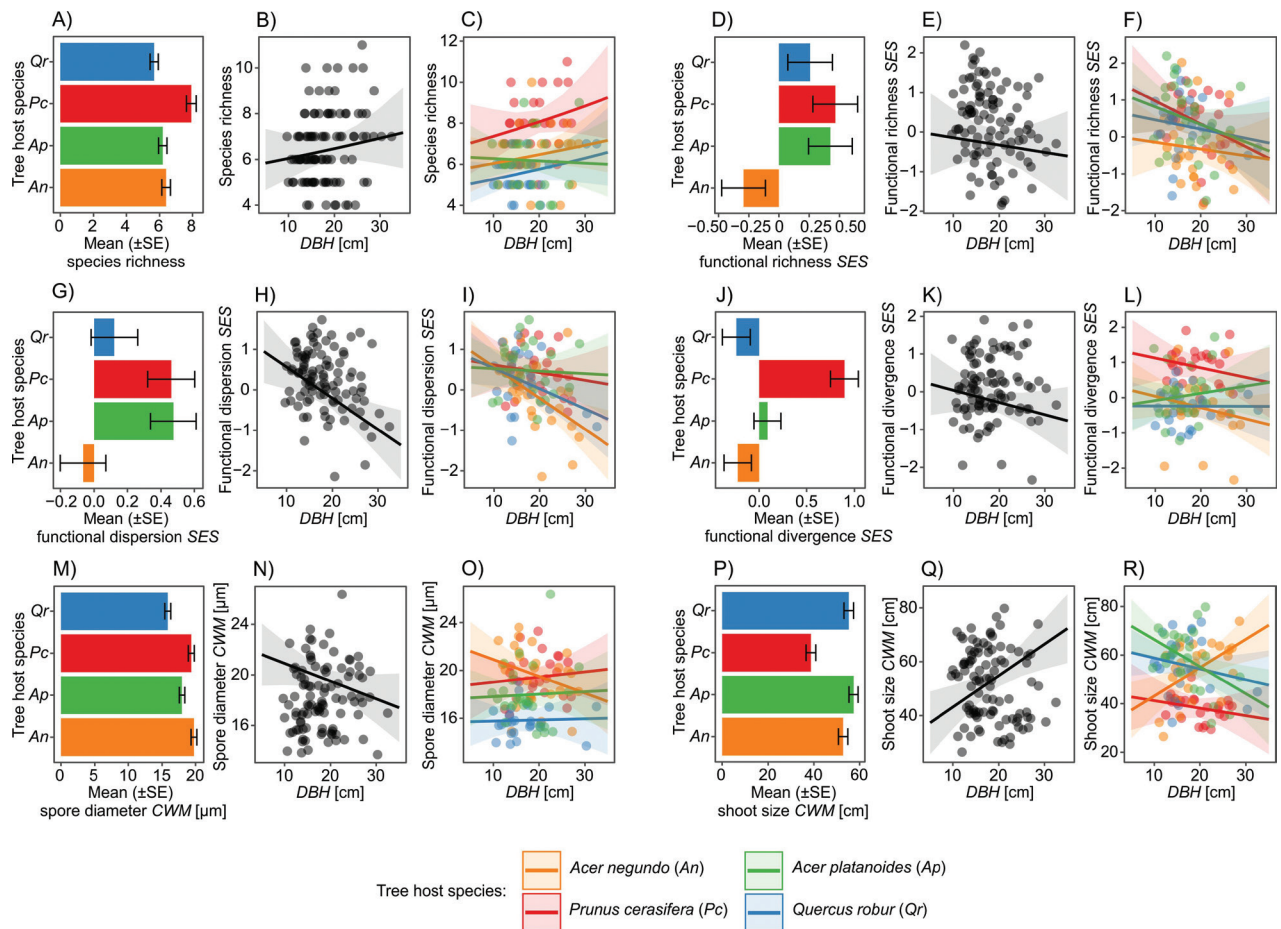 A)
Tree host species
Qr
Pc
Ap
An
0 2 4 6 8
Mean (±SE)
species richness
B)
Species richness
10
8
6
4
10 20 30
DBH [cm]
C)
Species richness
12
10
8
6
4
10 20 30
DBH [cm]
D)
Tree host species
Qr
Pc
Ap
An
−0.50 −0.25 0 0.25 0.50
Mean (±SE)
functional richness SES
E)
Functional richness SES
2
1
0
−1
−2
10 20 30
DBH [cm]
F)
Functional richness SES
2
1
0
−1
−2
10 20 30
DBH [cm]
G)
Tree host species
Qr
Pc
Ap
An
−0.2 0.0 0.2 0.4 0.6
Mean (±SE)
functional dispersion SES
H)
Functional dispersion SES
1
0
−1
−2
10 20 30
DBH [cm]
I)
Functional dispersion SES
1
0
−1
−2
10 20 30
DBH [cm]
J)
Tree host species
Qr
Pc
Ap
An
0.0 0.5 1.0
Mean (±SE)
functional divergence SES
K)
Functional divergence SES
2
1
0
−1
−2
10 20 30
DBH [cm]
L)
Functional divergence SES
2
1
0
−1
−2
10 20 30
DBH [cm]
M)
Tree host species
Qr
Pc
Ap
An
0 5 10 15 20
Mean (±SE)
spore diameter CWM [µm]
N)
Spore diameter CWM [µm]
24
20
16
10 20 30
DBH [cm]
O)
Spore diameter CWM [µm]
24
20
16
10 20 30
DBH [cm]
P)
Tree host species
Qr
Pc
Ap
An
0 20 40 60
Mean (±SE)
shoot size CWM [cm]
Q)
Shoot size CWM [cm]
80
60
40
10 20 30
DBH [cm]
R)
Shoot size CWM [cm]
80
60
40
20
10 20 30
DBH [cm]
Tree host species:
Acer negundo (An)
Acer platanoides (Ap)
Prunus cerasifera (Pc)
Quercus robur (Qr)